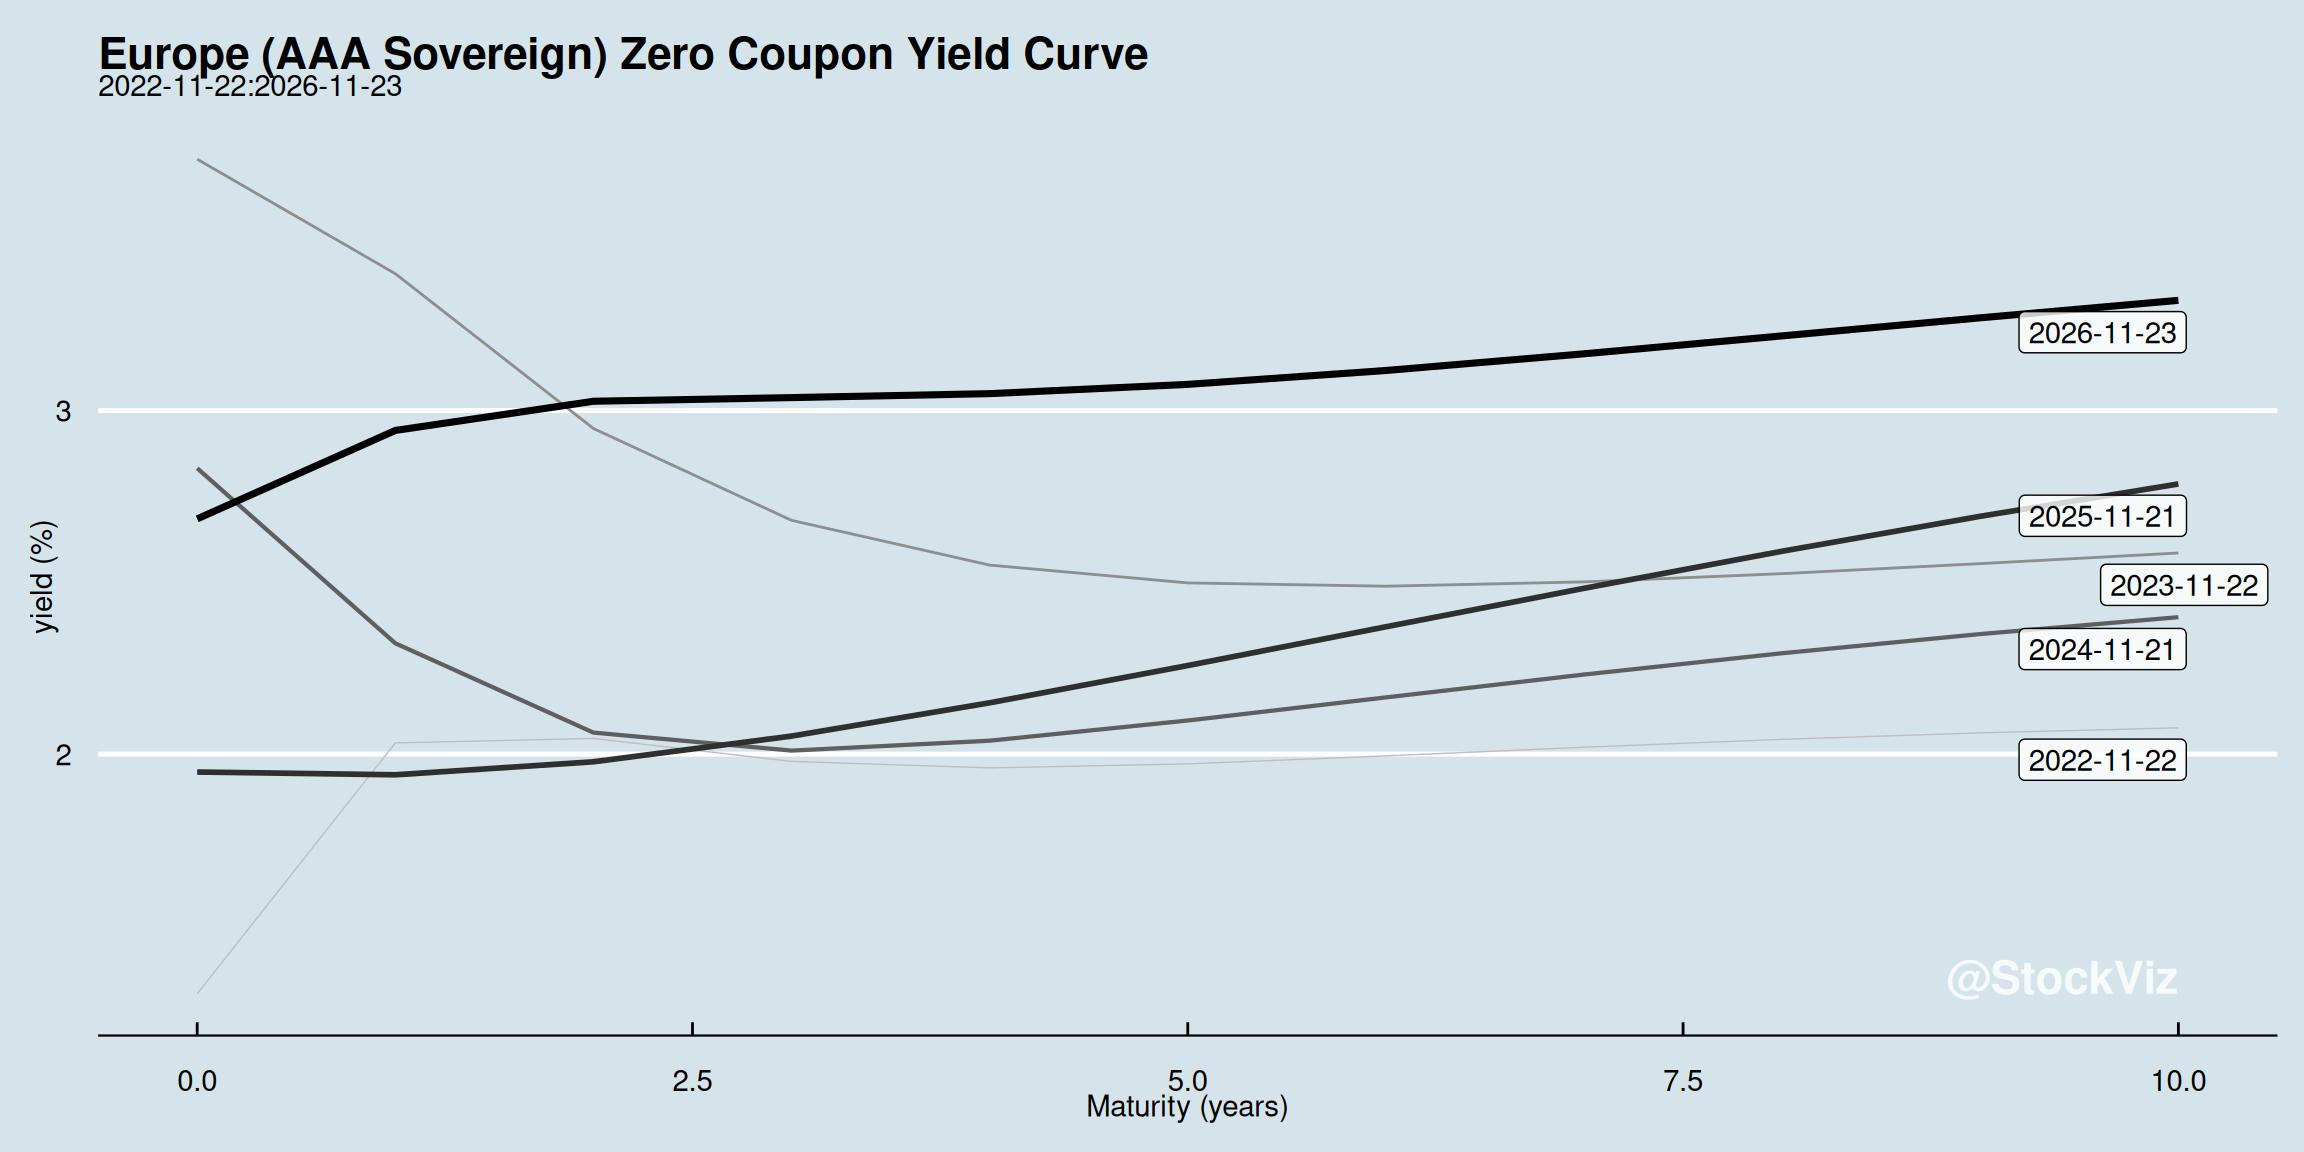 Europe (AAA Sovereign) Zero Coupon Yield Curve
2022-11-22:2026-11-23
yield (%)
3
2
2026-11-23
2025-11-21
2023-11-22
2024-11-21
2022-11-22
@StockViz
0.0 2.5 5.0 7.5 10.0
Maturity (years)